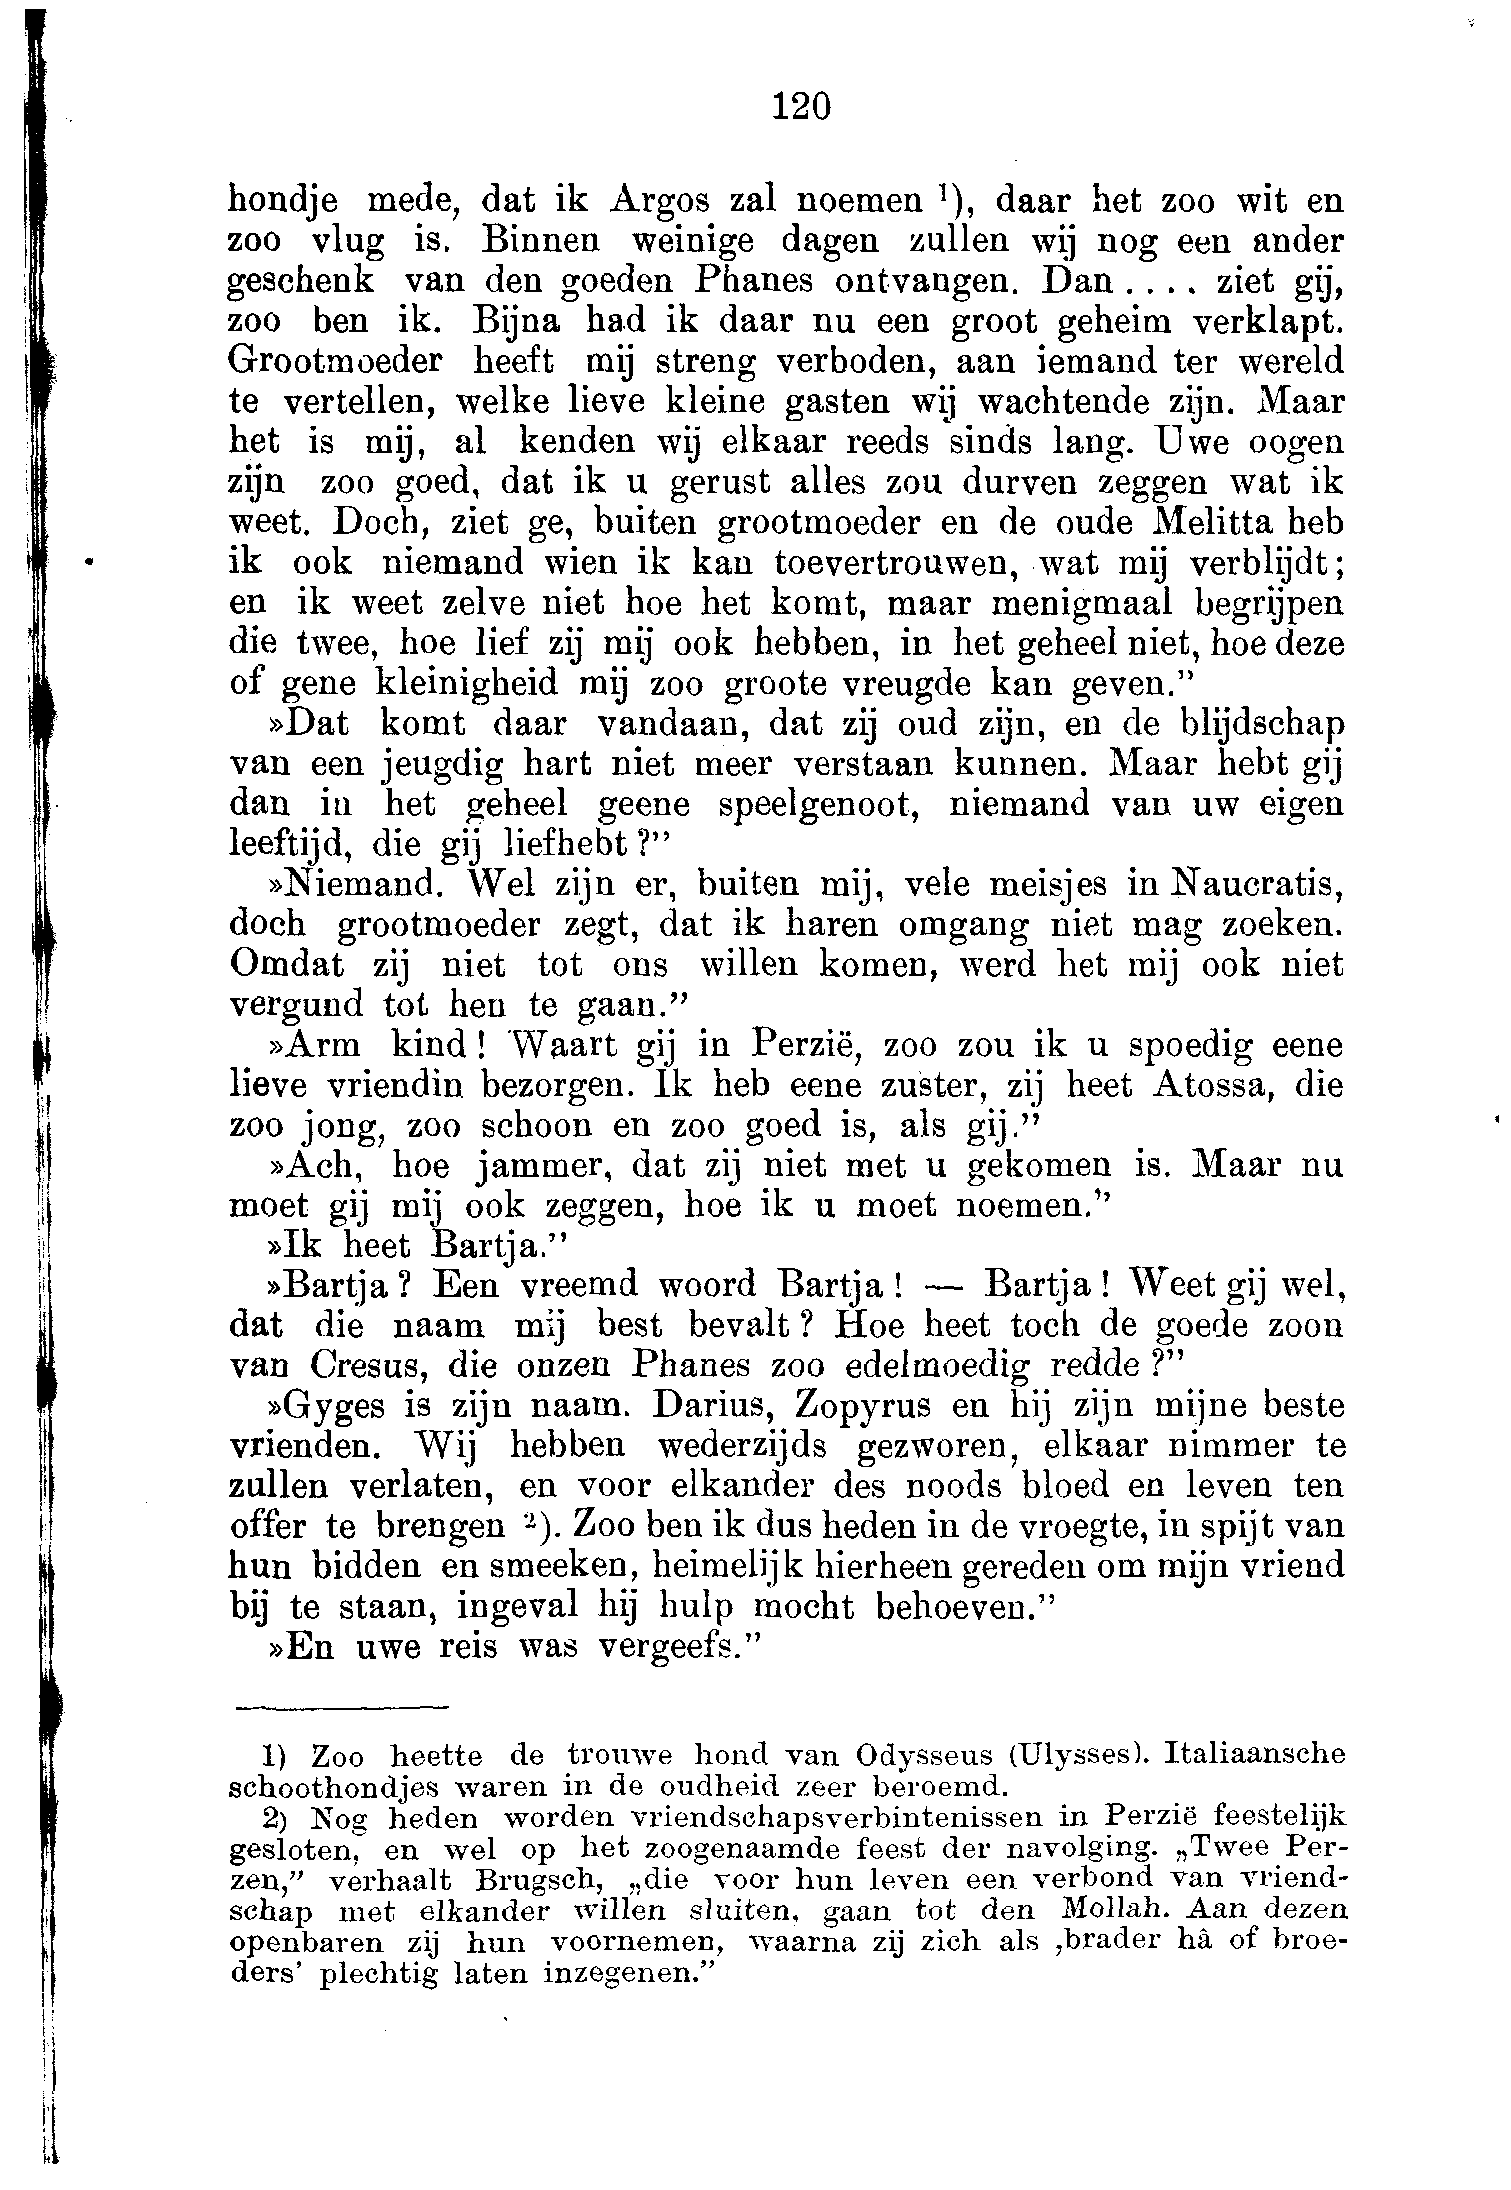 120
hondje mede, dat ik Argos zal noemen ¹), daar het zoo wit en
zoo vlug is. Binnen weinige dagen zullen wij nog een ander
geschenk van den goeden Phanes ontvangen. Dan .... ziet gij,
zoo ben ik. Bijna had ik daar nu een groot geheim verklapt.
Grootmoeder heeft mij streng verboden, aan iemand ter wereld
te vertellen, welke lieve kleine gasten wij wachtende zijn. Maar
het is mij, al kenden wij elkaar reeds sinds lang. Uwe oogen
zijn zoo goed, dat ik u gerust alles zou durven zeggen wat ik
weet. Doch, ziet ge, buiten grootmoeder en de oude Melitta heb
ik ook niemand wien ik kan toevertrouwen, wat mij verblijdt;
en ik weet zelve niet hoe het komt, maar menigmaal begrijpen
die twee, hoe lief zij mij ook hebben, in het geheel niet, hoe deze
of gene kleinigheid mij zoo groote vreugde kan geven.”
»Dat komt daar vandaan, dat zij oud zijn, en de blijdschap
van een jeugdig hart niet meer verstaan kunnen. Maar hebt gij
dan in het geheel geene speelgenoot, niemand van uw eigen
leeftijd, die gij liefhebt?”
»Niemand. Wel zijn er, buiten mij, vele meisjes in Naucratis,
doch grootmoeder zegt, dat ik haren omgang niet mag zoeken.
Omdat zij niet tot ons willen komen, werd het mij ook niet
vergund tot hen te gaan.”
»Arm kind! Waart gij in Perzië, zoo zou ik u spoedig eene
lieve vriendin bezorgen. Ik heb eene zuster, zij heet Atossa, die
zoo jong, zoo schoon en zoo goed is, als gij.”
»Ach, hoe jammer, dat zij niet met u gekomen is. Maar nu
moet gij mij ook zeggen, hoe ik u moet noemen.”
»Ik heet Bartja.”
»Bartja? Een vreemd woord Bartja! — Bartja! Weet gij wel,
dat die naam mij best bevalt? Hoe heet toch de goede zoon
van Cresus, die onzen Phanes zoo edelmoedig redde?”
»Gyges is zijn naam. Darius, Zopyrus en hij zijn mijne beste
vrienden. Wij hebben wederzijds gezworen, elkaar nimmer te
zullen verlaten, en voor elkander des noods bloed en leven ten
offer te brengen ²). Zoo ben ik dus heden in de vroegte, in spijt van
hun bidden en smeeken, heimelijk hierheen gereden om mijn vriend
bij te staan, ingeval hij hulp mocht behoeven.”
»En uwe reis was vergeefs.”
1) Zoo heette de trouwe hond van Odysseus (Ulysses). Italiaansche
schoothondjes waren in de oudheid zeer beroemd.
2) Nog heden worden vriendschapsverbintenissen in Perzië feestelijk
gesloten, en wel op het zoogenaamde feest der navolging. „Twee Per-
zen,” verhaalt Brugsch, „die voor hun leven een verbond van vriend-
schap met elkander willen sluiten, gaan tot den Mollah. Aan dezen
openbaren zij hun voornemen, waarna zij zich als ‚brader hâ of broe-
ders’ plechtig laten inzegenen.”